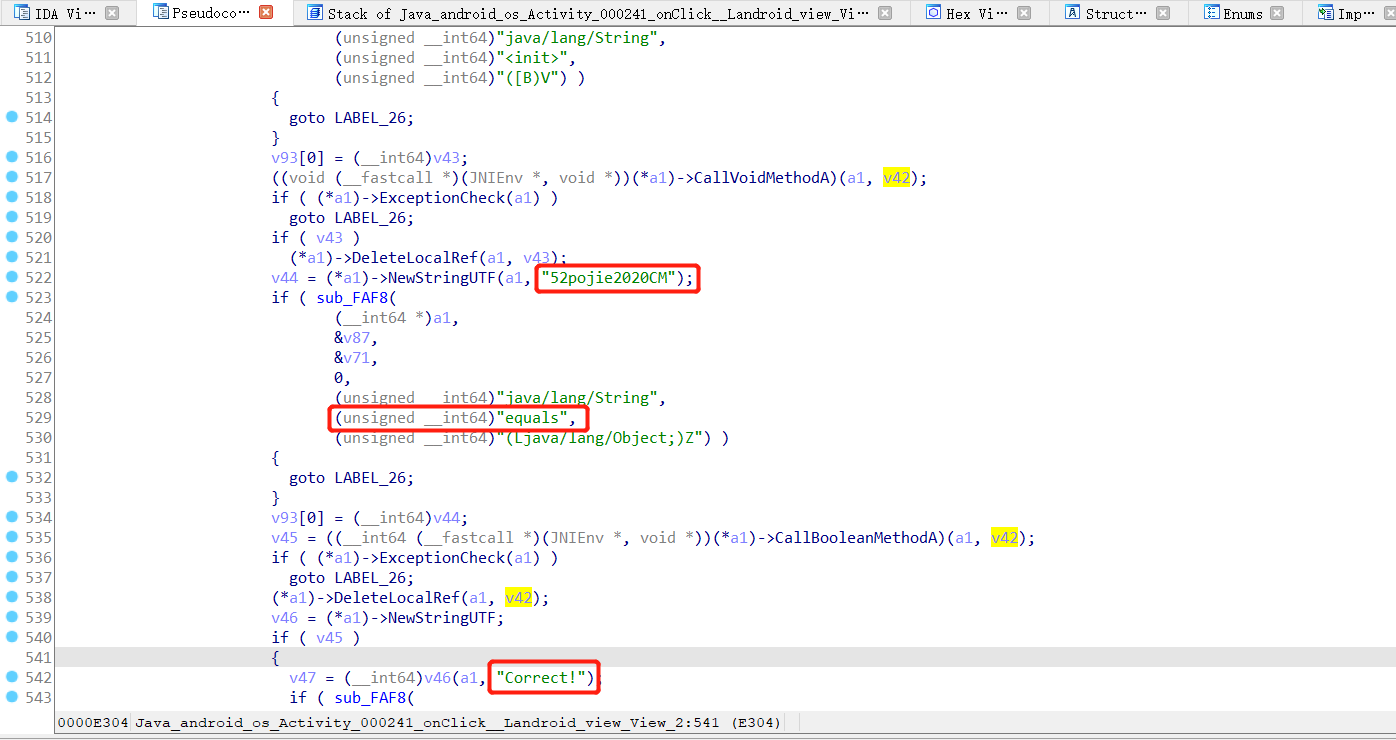 IDA Vi··· Pseudoco··· Stack of Java_android_os_Activity_000241_onClick__Landroid_view_Vi··· Hex Vi··· Struct··· Enums Imp···
510 (unsigned __int64)"java/lang/String",
511 (unsigned __int64)"<init>",
512 (unsigned __int64)"([B)V") )
513 {
514 goto LABEL_26;
515 }
516 v93[0] = (__int64)v43;
517 ((void (__fastcall *)(JNIEnv *, void *))(*a1)->CallVoidMethodA)(a1, v42);
518 if ( (*a1)->ExceptionCheck(a1) )
519 goto LABEL_26;
520 if ( v43 )
521 (*a1)->DeleteLocalRef(a1, v43);
522 v44 = (*a1)->NewStringUTF(a1, "52pojie2020CM");
523 if ( sub_FAF8(
524 (__int64 *)a1,
525 &v87,
526 &v71,
527 0,
528 (unsigned __int64)"java/lang/String",
529 (unsigned __int64)"equals",
530 (unsigned __int64)"(Ljava/lang/Object;)Z") )
531 {
532 goto LABEL_26;
533 }
534 v93[0] = (__int64)v44;
535 v45 = ((__int64 (__fastcall *)(JNIEnv *, void *))(*a1)->CallBooleanMethodA)(a1, v42);
536 if ( (*a1)->ExceptionCheck(a1) )
537 goto LABEL_26;
538 (*a1)->DeleteLocalRef(a1, v42);
539 v46 = (*a1)->NewStringUTF;
540 if ( v45 )
541 {
542 v47 = (__int64)v46(a1, "Correct!");
543 if ( sub_FAF8(
0000E304 Java_android_os_Activity_000241_onClick__Landroid_view_View_2:541 (E304)